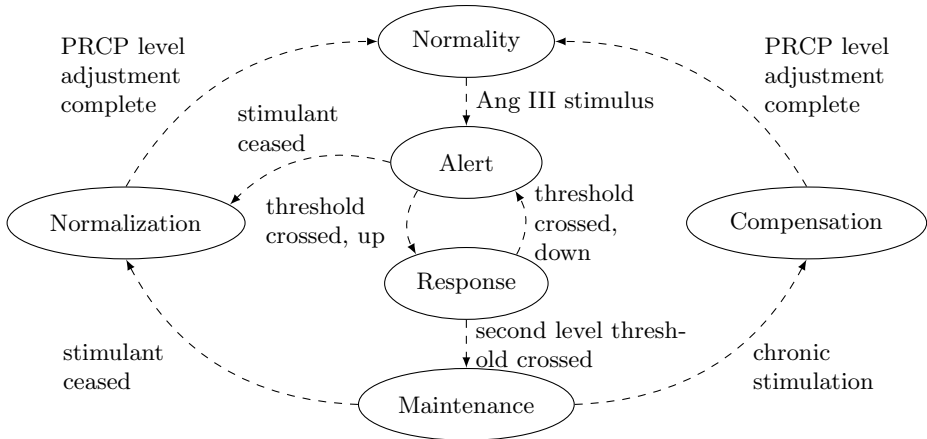 Normality
PRCP level
adjustment
complete
PRCP level
adjustment
complete
Ang III stimulus
stimulant
ceased
Alert
threshold
crossed, up
threshold
crossed,
down
Normalization
Compensation
Response
second level thresh-
old crossed
stimulant
ceased
chronic
stimulation
Maintenance